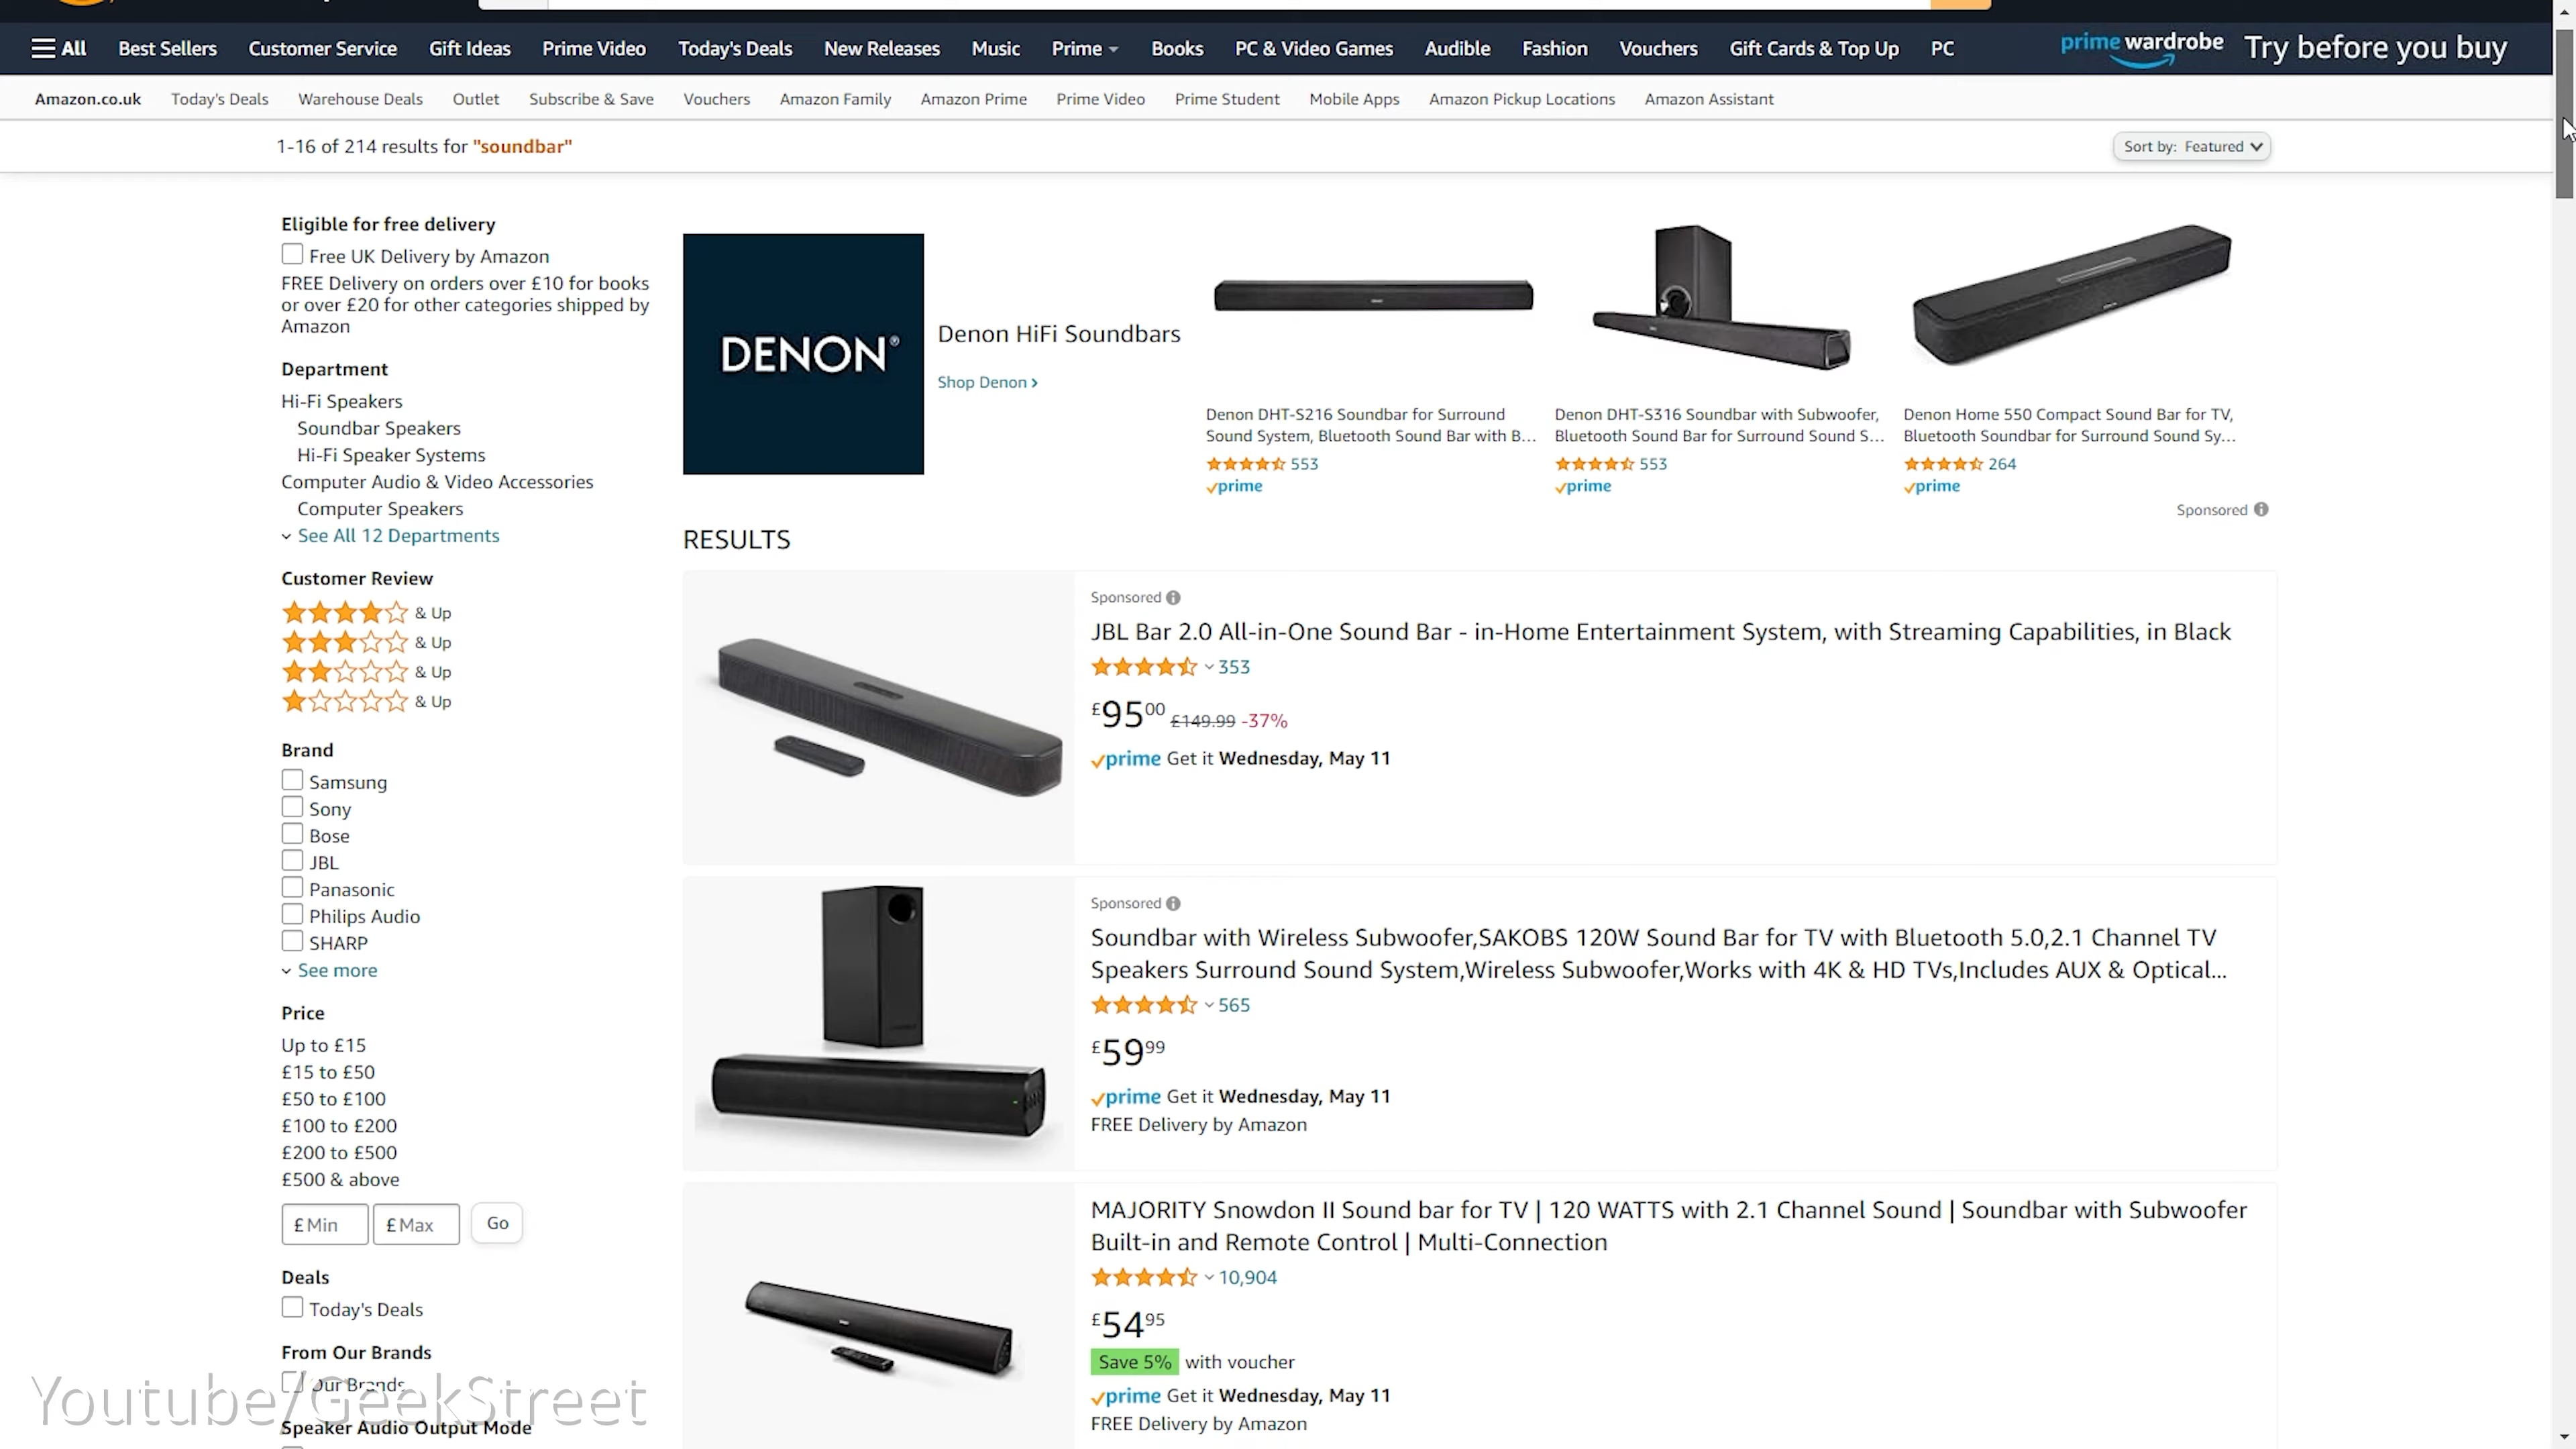 All Best Sellers Customer Service Gift Ideas Prime Video Today's Deals New Releases Music Prime Books PC & Video Games Audible Fashion Vouchers Gift Cards & Top Up PC prime wardrobe Try before you buy
Amazon.co.uk Today's Deals Warehouse Deals Outlet Subscribe & Save Vouchers Amazon Family Amazon Prime Prime Video Prime Student Mobile Apps Amazon Pickup Locations Amazon Assistant
1-16 of 214 results for "soundbar"
Sort by: Featured
Eligible for free delivery
Free UK Delivery by Amazon
FREE Delivery on orders over £10 for books
or over £20 for other categories shipped by
Amazon
Department
Hi-Fi Speakers
Soundbar Speakers
Hi-Fi Speaker Systems
Computer Audio & Video Accessories
Computer Speakers
See All 12 Departments
Customer Review
& Up
& Up
& Up
& Up
Brand
Samsung
Sony
Bose
JBL
Panasonic
Philips Audio
SHARP
See more
Price
Up to £15
£15 to £50
£50 to £100
£100 to £200
£200 to £500
£500 & above
£ Min £ Max Go
Deals
Today's Deals
From Our Brands
Our Brands
Speaker Audio Output Mode
DENON®
Denon HiFi Soundbars
Shop Denon ›
Denon DHT-S216 Soundbar for Surround
Sound System, Bluetooth Sound Bar with B...
553
prime
Denon DHT-S316 Soundbar with Subwoofer,
Bluetooth Sound Bar for Surround Sound S...
553
prime
Denon Home 550 Compact Sound Bar for TV,
Bluetooth Soundbar for Surround Sound Sy...
264
prime
Sponsored
RESULTS
Sponsored
JBL Bar 2.0 All-in-One Sound Bar - in-Home Entertainment System, with Streaming Capabilities, in Black
353
£9500 £149.99 -37%
prime Get it Wednesday, May 11
Sponsored
Soundbar with Wireless Subwoofer,SAKOBS 120W Sound Bar for TV with Bluetooth 5.0,2.1 Channel TV
Speakers Surround Sound System,Wireless Subwoofer,Works with 4K & HD TVs,Includes AUX & Optical...
565
£5999
prime Get it Wednesday, May 11
FREE Delivery by Amazon
MAJORITY Snowdon II Sound bar for TV | 120 WATTS with 2.1 Channel Sound | Soundbar with Subwoofer
Built-in and Remote Control | Multi-Connection
10,904
£5495
Save 5% with voucher
prime Get it Wednesday, May 11
FREE Delivery by Amazon
Youtube/GeekStreet